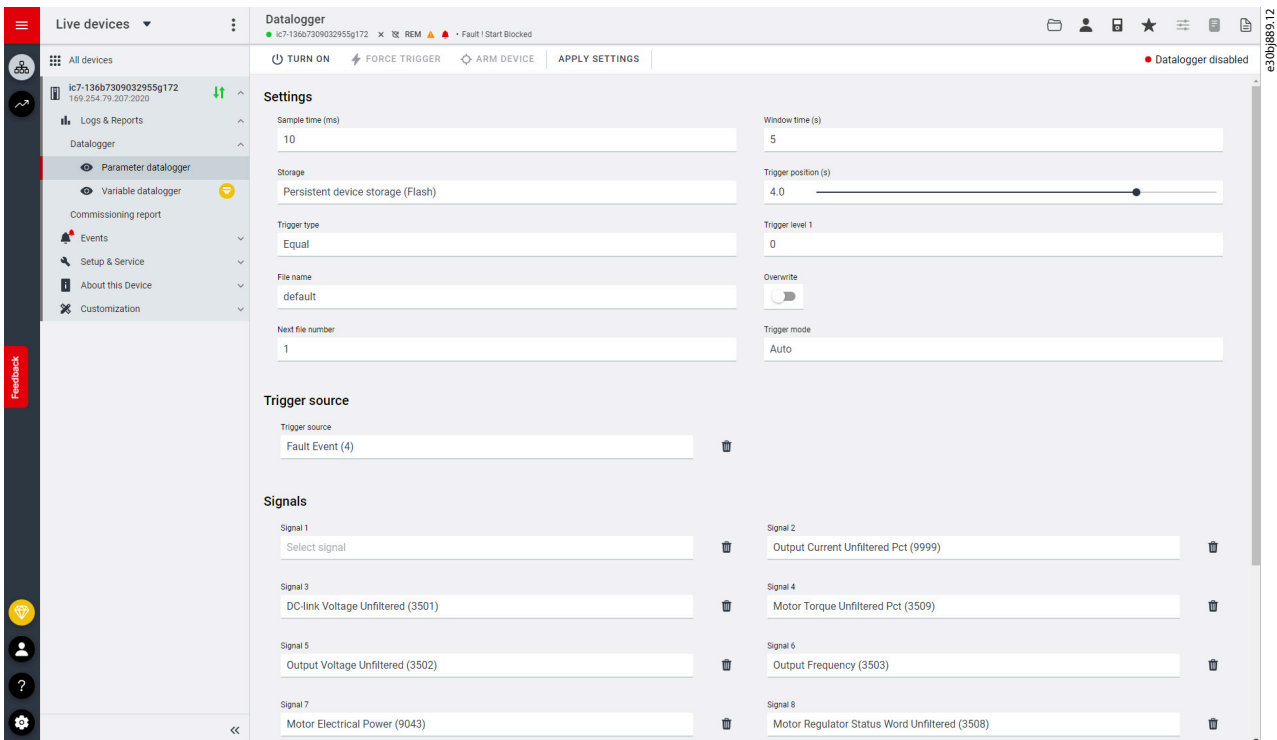 Live devices
Datalogger
ic7-136b7309032955g172 REM • Fault ! Start Blocked
All devices
TURN ON FORCE TRIGGER ARM DEVICE APPLY SETTINGS
Datalogger disabled
e30bj889.12
ic7-136b7309032955g172
169.254.79.207:2020
Logs & Reports
Datalogger
Parameter datalogger
Variable datalogger
Commissioning report
Events
Setup & Service
About this Device
Customization
Feedback
Settings
Sample time (ms)
10
Window time (s)
5
Storage
Persistent device storage (Flash)
Trigger position (s)
4.0
Trigger type
Equal
Trigger level 1
0
File name
default
Overwrite
Next file number
1
Trigger mode
Auto
Trigger source
Trigger source
Fault Event (4)
Signals
Signal 1
Select signal
Signal 2
Output Current Unfiltered Pct (9999)
Signal 3
DC-link Voltage Unfiltered (3501)
Signal 4
Motor Torque Unfiltered Pct (3509)
Signal 5
Output Voltage Unfiltered (3502)
Signal 6
Output Frequency (3503)
Signal 7
Motor Electrical Power (9043)
Signal 8
Motor Regulator Status Word Unfiltered (3508)